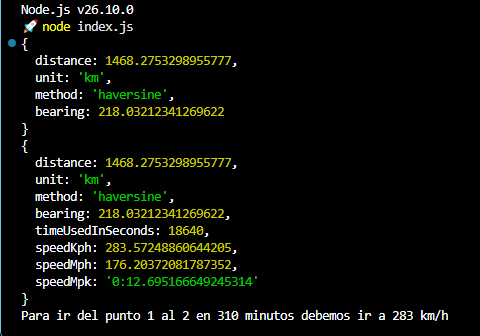 Node.js v26.10.0
🚀 node index.js
{
  distance: 1468.2753298955777,
  unit: 'km',
  method: 'haversine',
  bearing: 218.03212341269622
}
{
  distance: 1468.2753298955777,
  unit: 'km',
  method: 'haversine',
  bearing: 218.03212341269622,
  timeUsedInSeconds: 18640,
  speedKph: 283.57248860644205,
  speedMph: 176.20372081787352,
  speedMpk: '0:12.695166649245314'
}
Para ir del punto 1 al 2 en 310 minutos debemos ir a 283 km/h